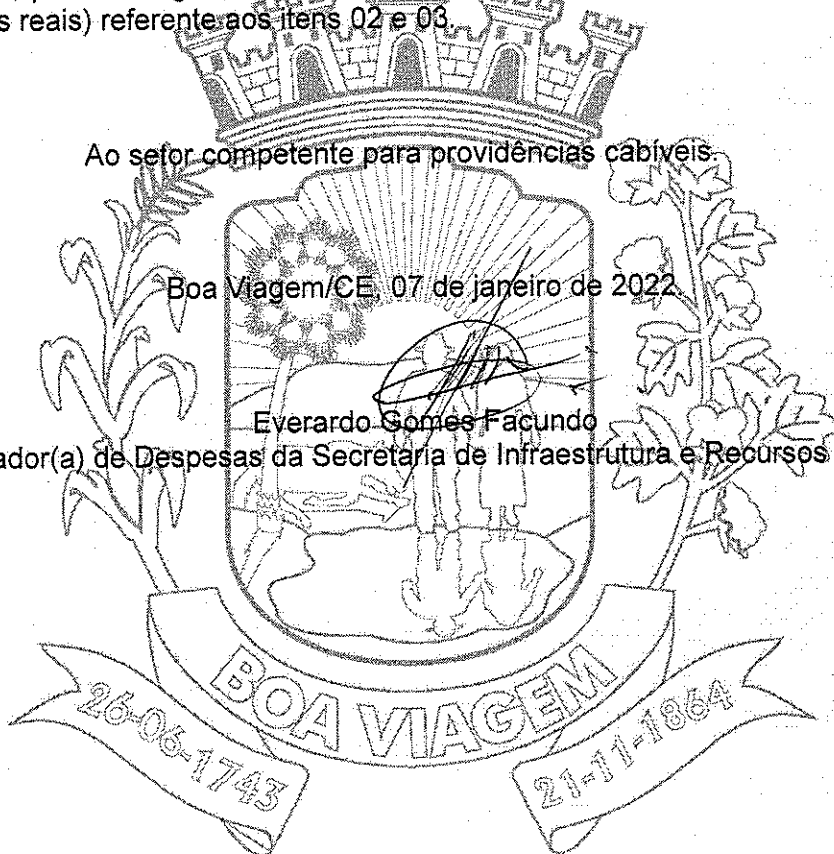 s reais) referente aos itens 02 e 03.
Ao setor competente para providências cabíveis.
Boa Viagem/CE, 07 de janeiro de 2022
Everardo Gomes Facundo
ador(a) de Despesas da Secretaria de Infraestrutura e Recursos
BOA VIAGEM
26-06-1743
21-11-1864